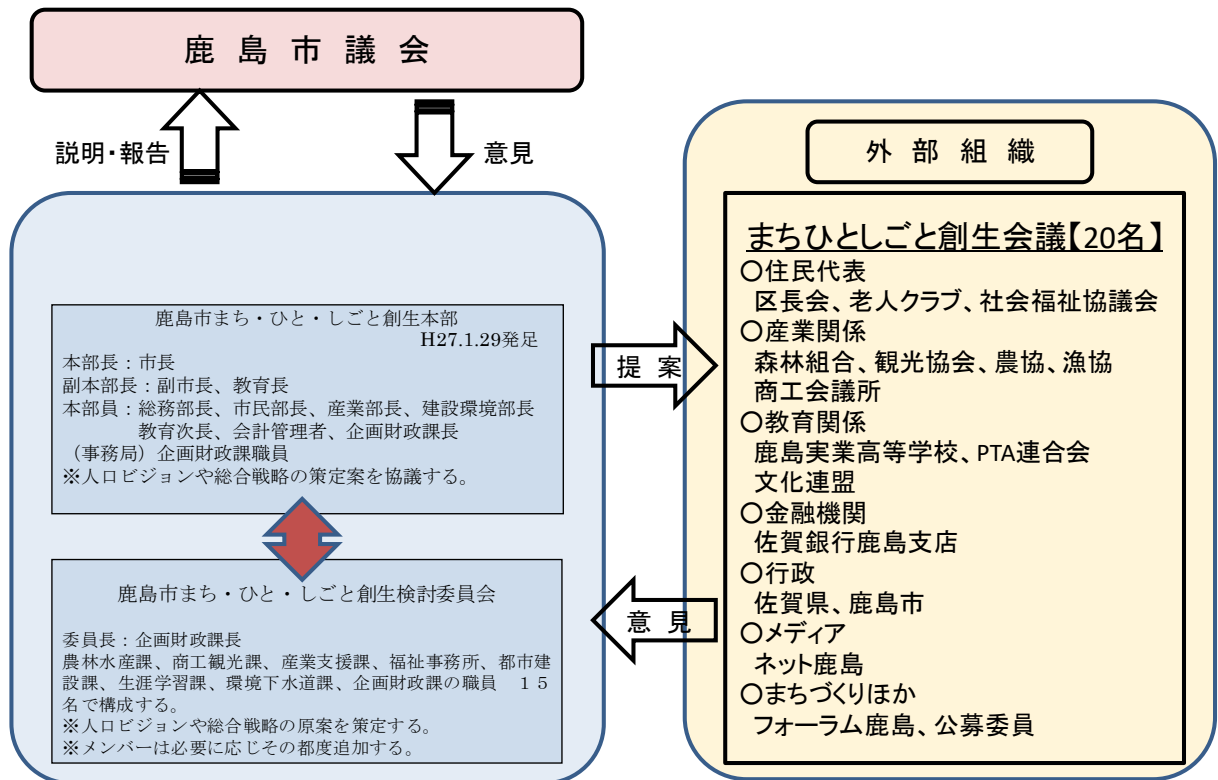 鹿島市議会
説明・報告
意見
鹿島市まち・ひと・しごと創生本部
H27.1.29発足
本部長：市長
副本部長：副市長、教育長
本部員：総務部長、市民部長、産業部長、建設環境部長
教育次長、会計管理者、企画財政課長
（事務局）企画財政課職員
※人口ビジョンや総合戦略の策定案を協議する。
鹿島市まち・ひと・しごと創生検討委員会
委員長：企画財政課長
農林水産課、商工観光課、産業支援課、福祉事務所、都市建
設課、生涯学習課、環境下水道課、企画財政課の職員　１５
名で構成する。
※人口ビジョンや総合戦略の原案を策定する。
※メンバーは必要に応じその都度追加する。
提案
意見
外部組織
まちひとしごと創生会議【20名】
○住民代表
区長会、老人クラブ、社会福祉協議会
○産業関係
森林組合、観光協会、農協、漁協
商工会議所
○教育関係
鹿島実業高等学校、PTA連合会
文化連盟
○金融機関
佐賀銀行鹿島支店
○行政
佐賀県、鹿島市
○メディア
ネット鹿島
○まちづくりほか
フォーラム鹿島、公募委員